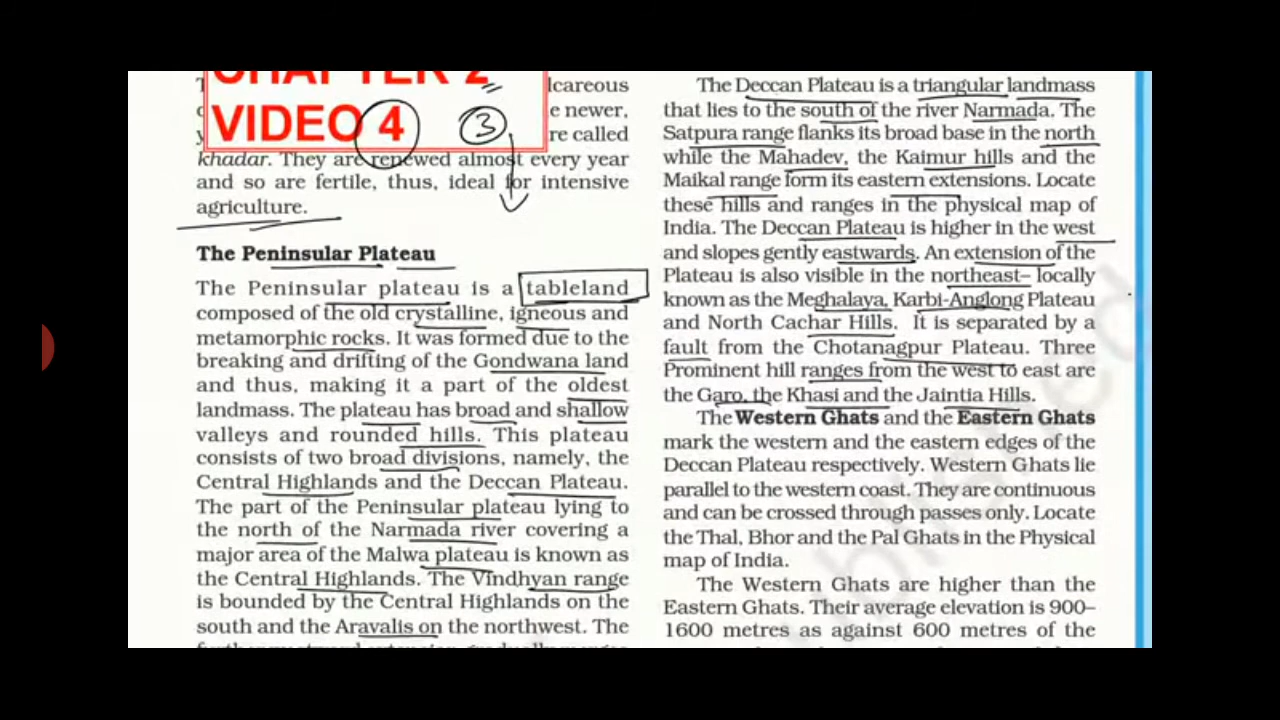 CHAPTER 2
VIDEO 4 3
lcareous
e newer,
re called
khadar. They are renewed almost every year
and so are fertile, thus, ideal for intensive
agriculture.
The Peninsular Plateau
The Peninsular plateau is a tableland
composed of the old crystalline, igneous and
metamorphic rocks. It was formed due to the
breaking and drifting of the Gondwana land
and thus, making it a part of the oldest
landmass. The plateau has broad and shallow
valleys and rounded hills. This plateau
consists of two broad divisions, namely, the
Central Highlands and the Deccan Plateau.
The part of the Peninsular plateau lying to
the north of the Narmada river covering a
major area of the Malwa plateau is known as
the Central Highlands. The Vindhyan range
is bounded by the Central Highlands on the
south and the Aravalis on the northwest. The
The Deccan Plateau is a triangular landmass
that lies to the south of the river Narmada. The
Satpura range flanks its broad base in the north
while the Mahadev, the Kaimur hills and the
Maikal range form its eastern extensions. Locate
these hills and ranges in the physical map of
India. The Deccan Plateau is higher in the west
and slopes gently eastwards. An extension of the
Plateau is also visible in the northeast– locally
known as the Meghalaya, Karbi-Anglong Plateau
and North Cachar Hills. It is separated by a
fault from the Chotanagpur Plateau. Three
Prominent hill ranges from the west to east are
the Garo, the Khasi and the Jaintia Hills.
The Western Ghats and the Eastern Ghats
mark the western and the eastern edges of the
Deccan Plateau respectively. Western Ghats lie
parallel to the western coast. They are continuous
and can be crossed through passes only. Locate
the Thal, Bhor and the Pal Ghats in the Physical
map of India.
The Western Ghats are higher than the
Eastern Ghats. Their average elevation is 900–
1600 metres as against 600 metres of the